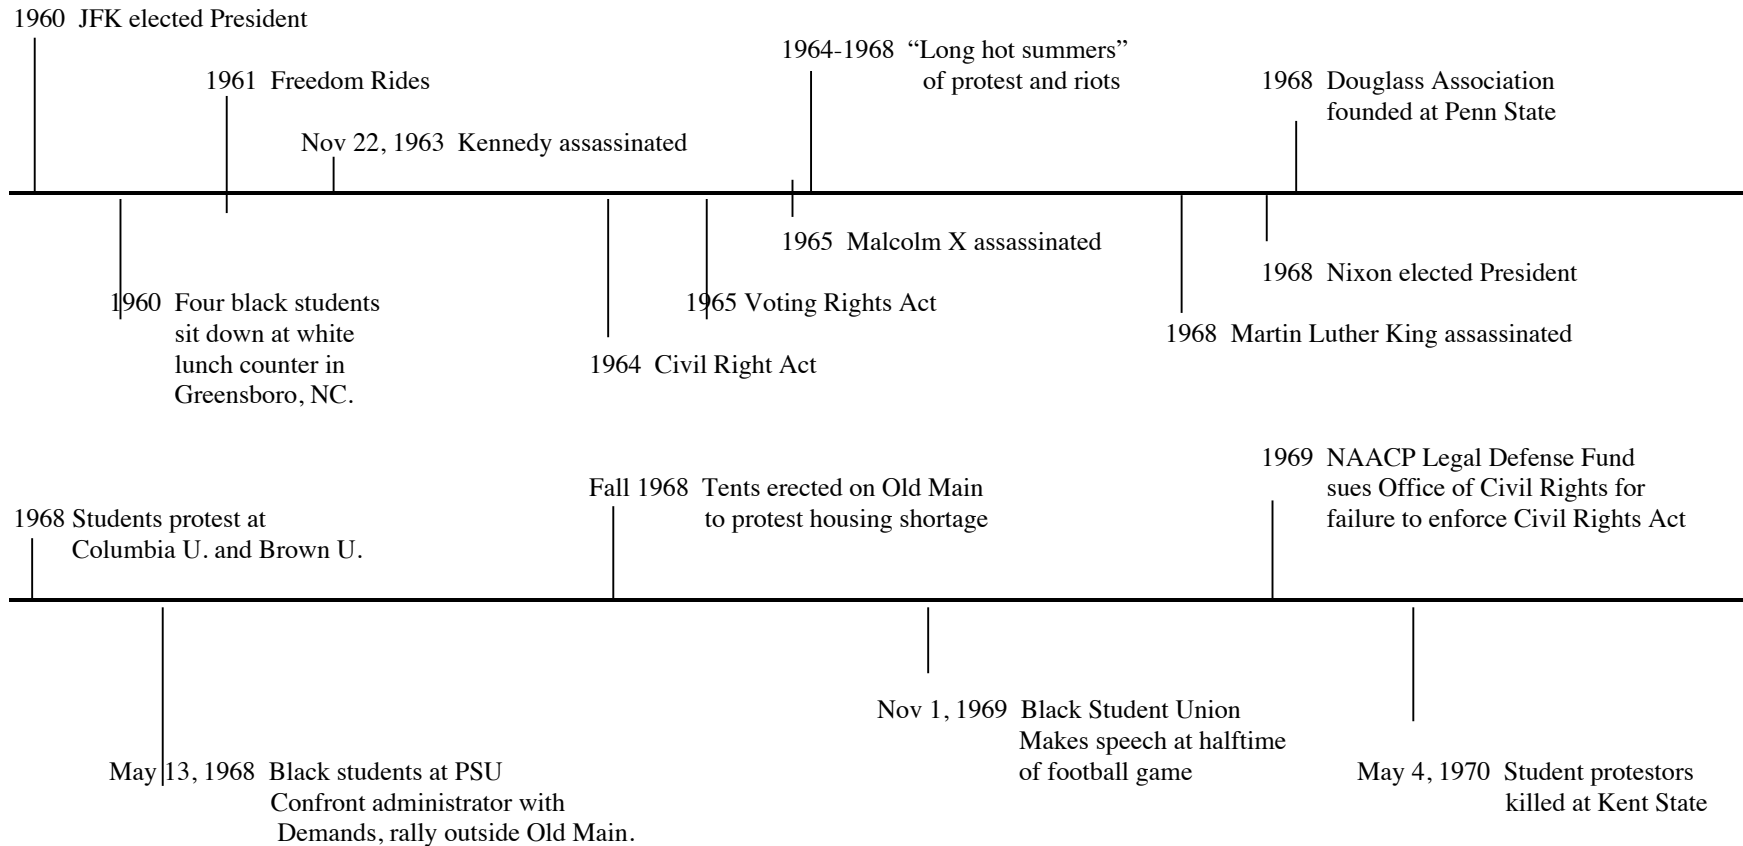 1960  JFK elected President
1964-1968  “Long hot summers”
of protest and riots
1961  Freedom Rides
1968  Douglass Association
founded at Penn State
Nov 22, 1963  Kennedy assassinated
1965  Malcolm X assassinated
1968  Nixon elected President
1960  Four black students
sit down at white
lunch counter in
Greensboro, NC.
1965 Voting Rights Act
1968  Martin Luther King assassinated
1964  Civil Right Act
1969  NAACP Legal Defense Fund
sues Office of Civil Rights for
failure to enforce Civil Rights Act
Fall 1968  Tents erected on Old Main
to protest housing shortage
1968 Students protest at
Columbia U. and Brown U.
Nov 1, 1969  Black Student Union
Makes speech at halftime
of football game
May 13, 1968  Black students at PSU
Confront administrator with
Demands, rally outside Old Main.
May 4, 1970  Student protestors
killed at Kent State